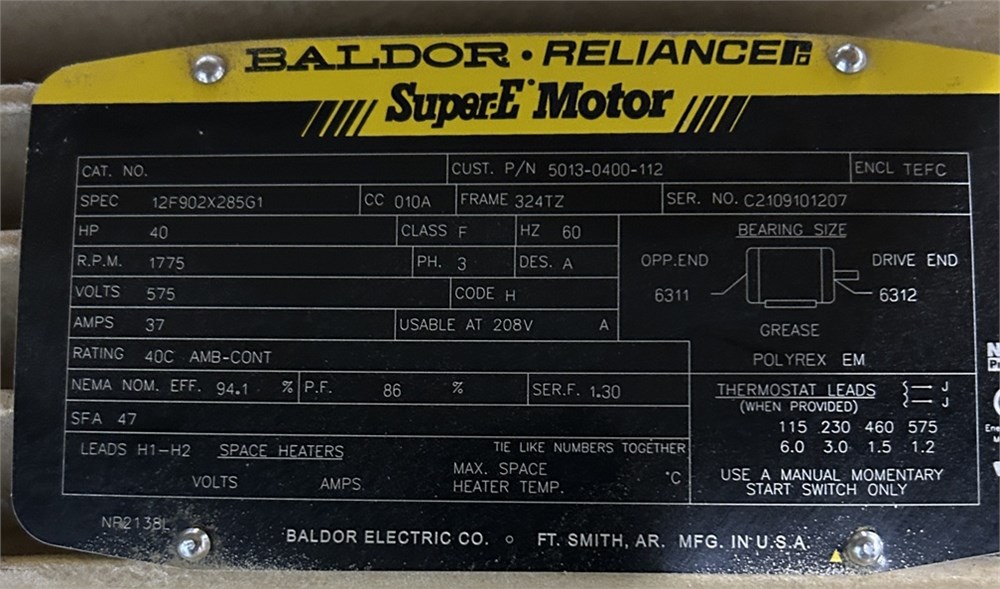 BALDOR • RELIANCE
Super-E Motor
CAT. NO. CUST. P/N 5013-0400-112 ENCL TEFC
SPEC 12F902X285G1 CC 010A FRAME 324TZ SER. NO. C2109101207
HP 40 CLASS F HZ 60
R.P.M. 1775 PH. 3 DES. A
VOLTS 575 CODE H
AMPS 37 USABLE AT 208V A
RATING 40C AMB-CONT
NEMA NOM. EFF. 94.1 % P.F. 86 % SER.F. 1.30
SFA 47
LEADS H1-H2 SPACE HEATERS TIE LIKE NUMBERS TOGETHER
VOLTS AMPS MAX. SPACE HEATER TEMP. °C
BEARING SIZE
OPP.END DRIVE END
6311 6312
GREASE
POLYREX EM
THERMOSTAT LEADS J
(WHEN PROVIDED) J
115 230 460 575
6.0 3.0 1.5 1.2
USE A MANUAL MOMENTARY
START SWITCH ONLY
NP2138L
BALDOR ELECTRIC CO. ○ FT. SMITH, AR. MFG. IN U.S.A.